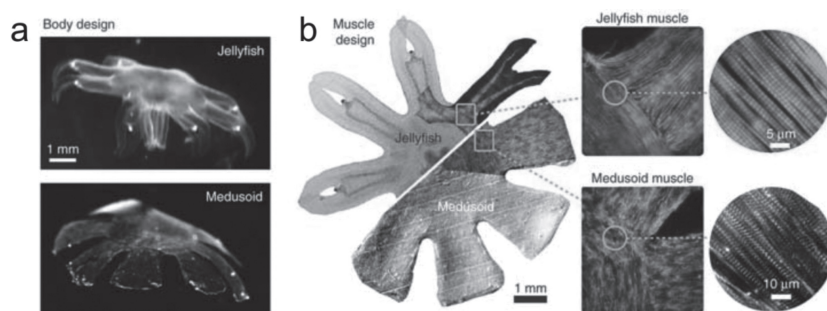 a
Body design
Jellyfish
1 mm
Medusoid
b
Muscle
design
Jellyfish
Medusoid
1 mm
Jellyfish muscle
5 μm
Medusoid muscle
10 μm